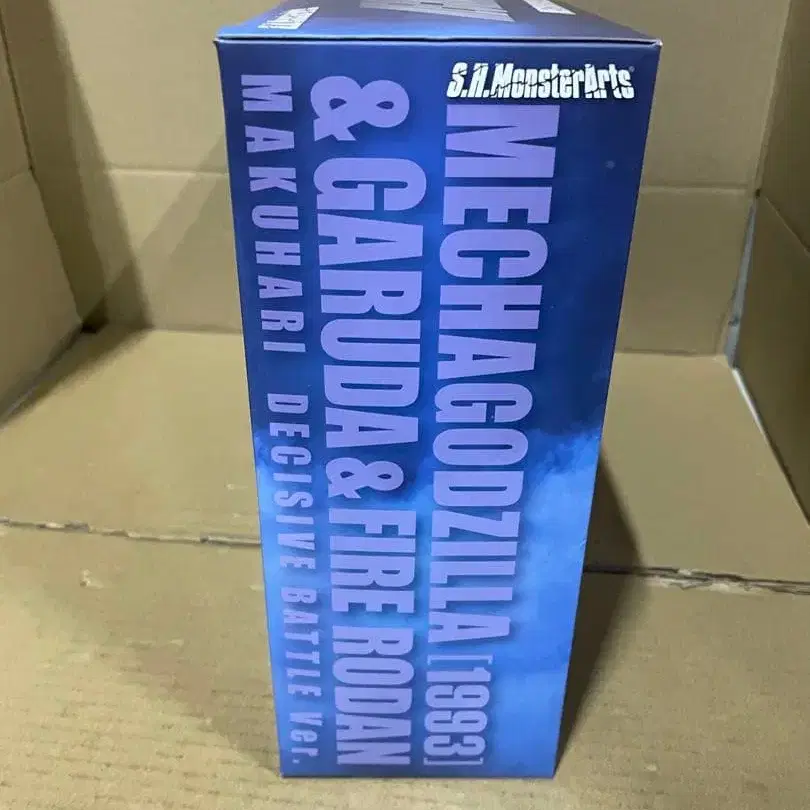 S.H.MonsterArts
MECHAGODZILLA [1993]
& GARUDA & FIRE RODAN
MAKUHARI DECISIVE BATTLE Ver.